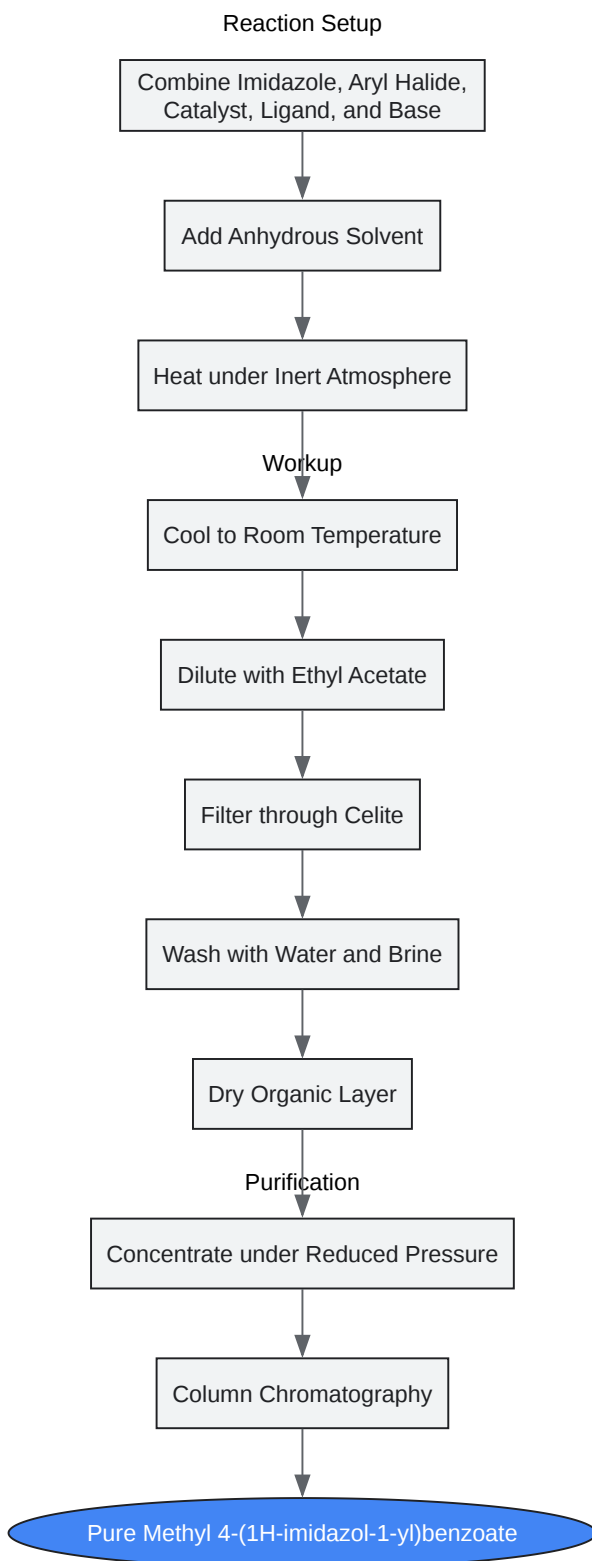 Reaction Setup
Combine Imidazole, Aryl Halide,
Catalyst, Ligand, and Base
Add Anhydrous Solvent
Heat under Inert Atmosphere
Workup
Cool to Room Temperature
Dilute with Ethyl Acetate
Filter through Celite
Wash with Water and Brine
Dry Organic Layer
Purification
Concentrate under Reduced Pressure
Column Chromatography
Pure Methyl 4-(1H-imidazol-1-yl)benzoate